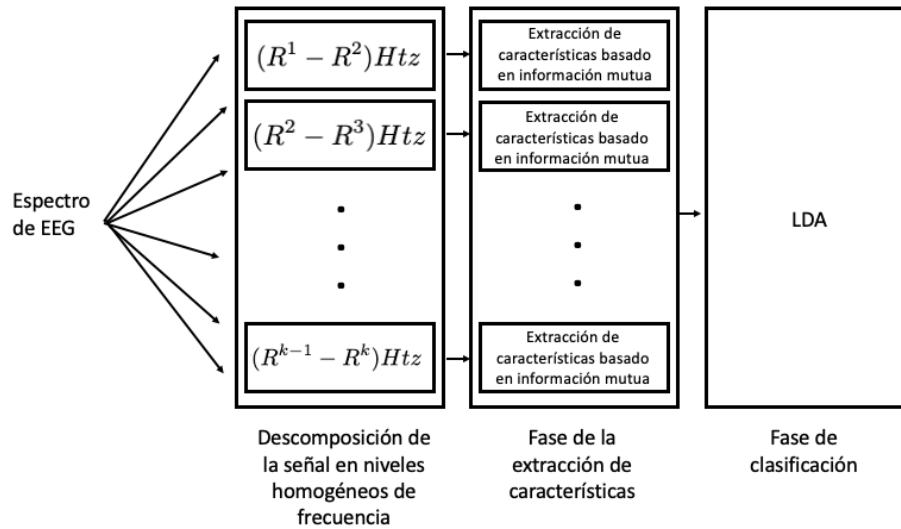 Espectro
de EEG
(R^1 − R^2)Htz
(R^2 − R^3)Htz
(R^{k−1} − R^k)Htz
Descomposición de
la señal en niveles
homogéneos de
frecuencia
Extracción de
características basado
en información mutua
Extracción de
características basado
en información mutua
Extracción de
características basado
en información mutua
Fase de la
extracción de
características
LDA
Fase de
clasificación